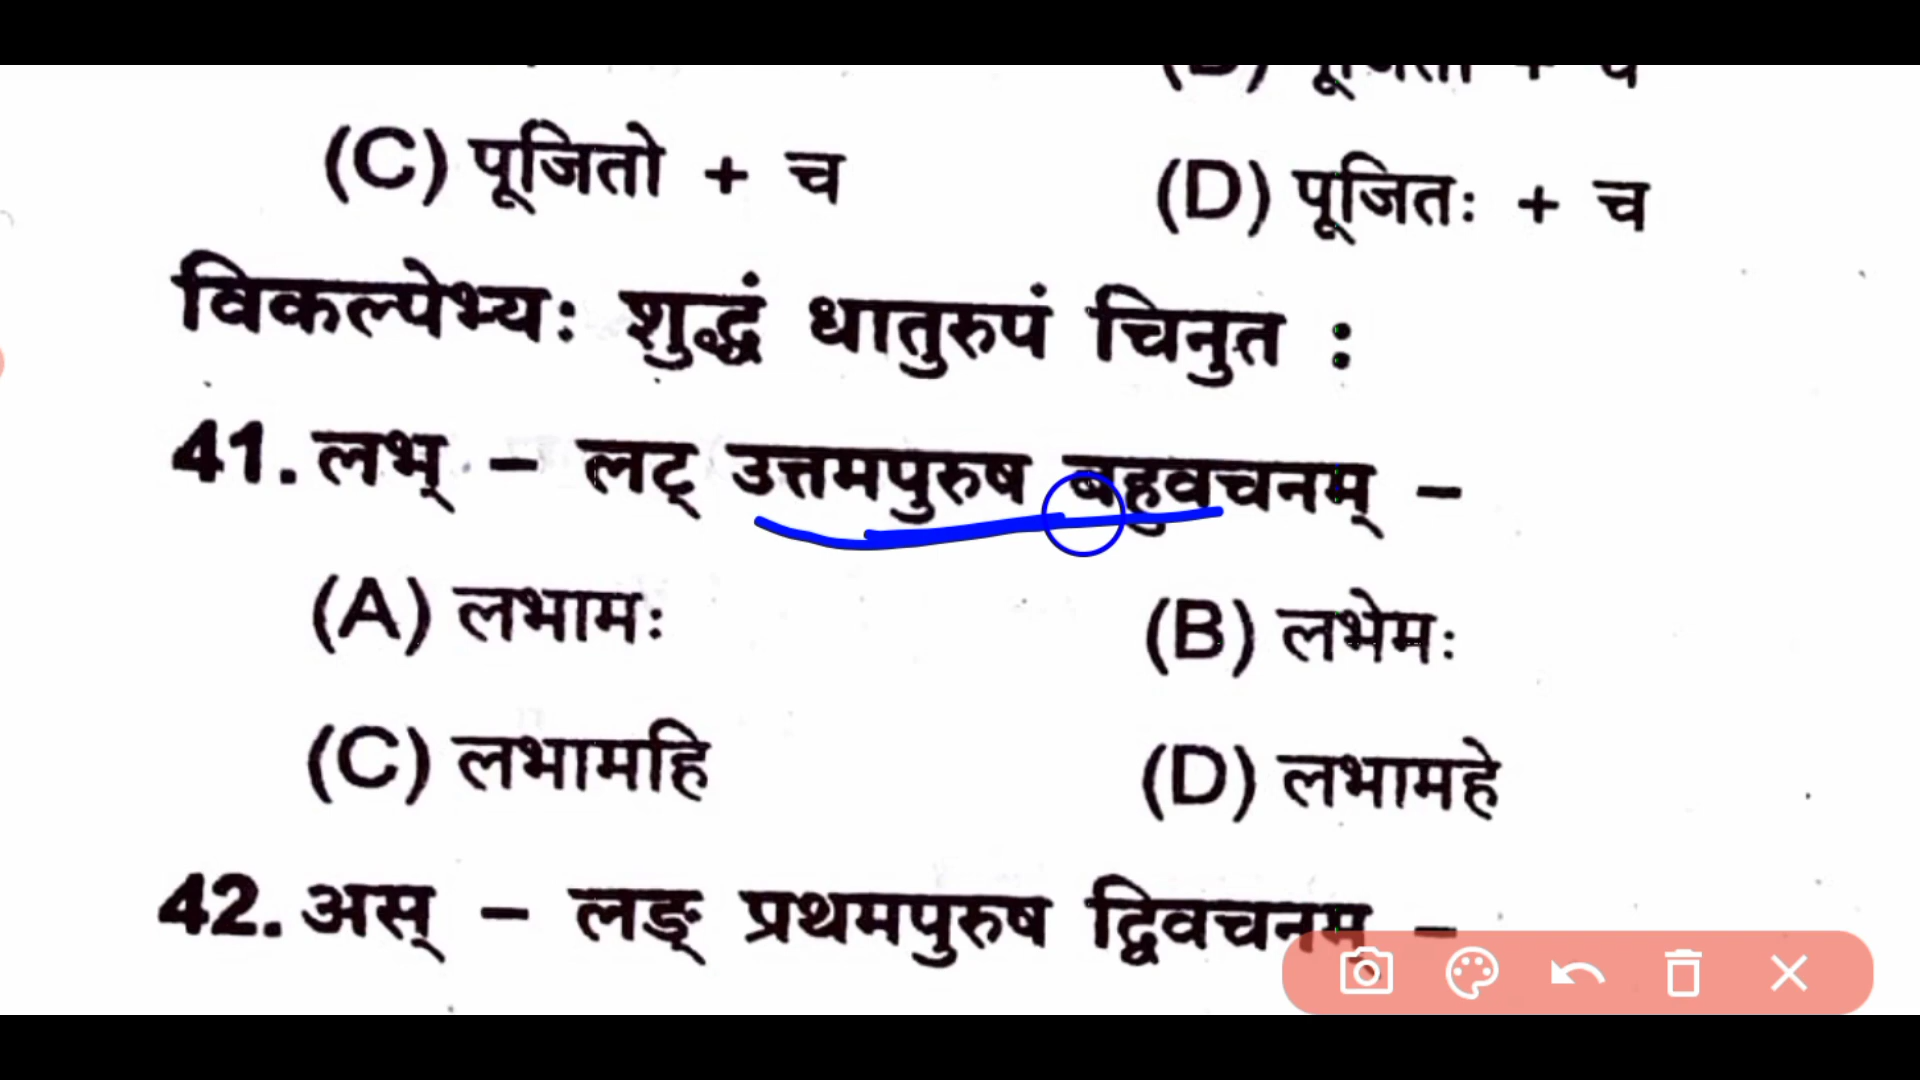 (C) पूजितो + च (D) पूजितः + च
विकल्पेभ्यः शुद्धं धातुरुपं चिनुत :
41. लभ् - लट् उत्तमपुरुष बहुवचनम् -
(A) लभामः (B) लभेमः
(C) लभामहि (D) लभामहे
42. अस् - लङ् प्रथमपुरुष द्विवचनम् -